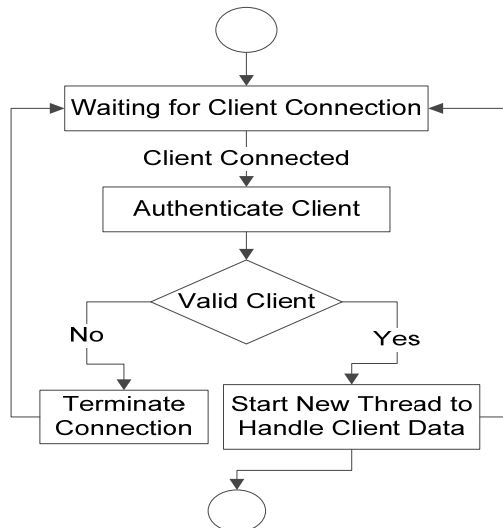 Waiting for Client Connection
Client Connected
Authenticate Client
Valid Client
No
Yes
Terminate
Connection
Start New Thread to
Handle Client Data